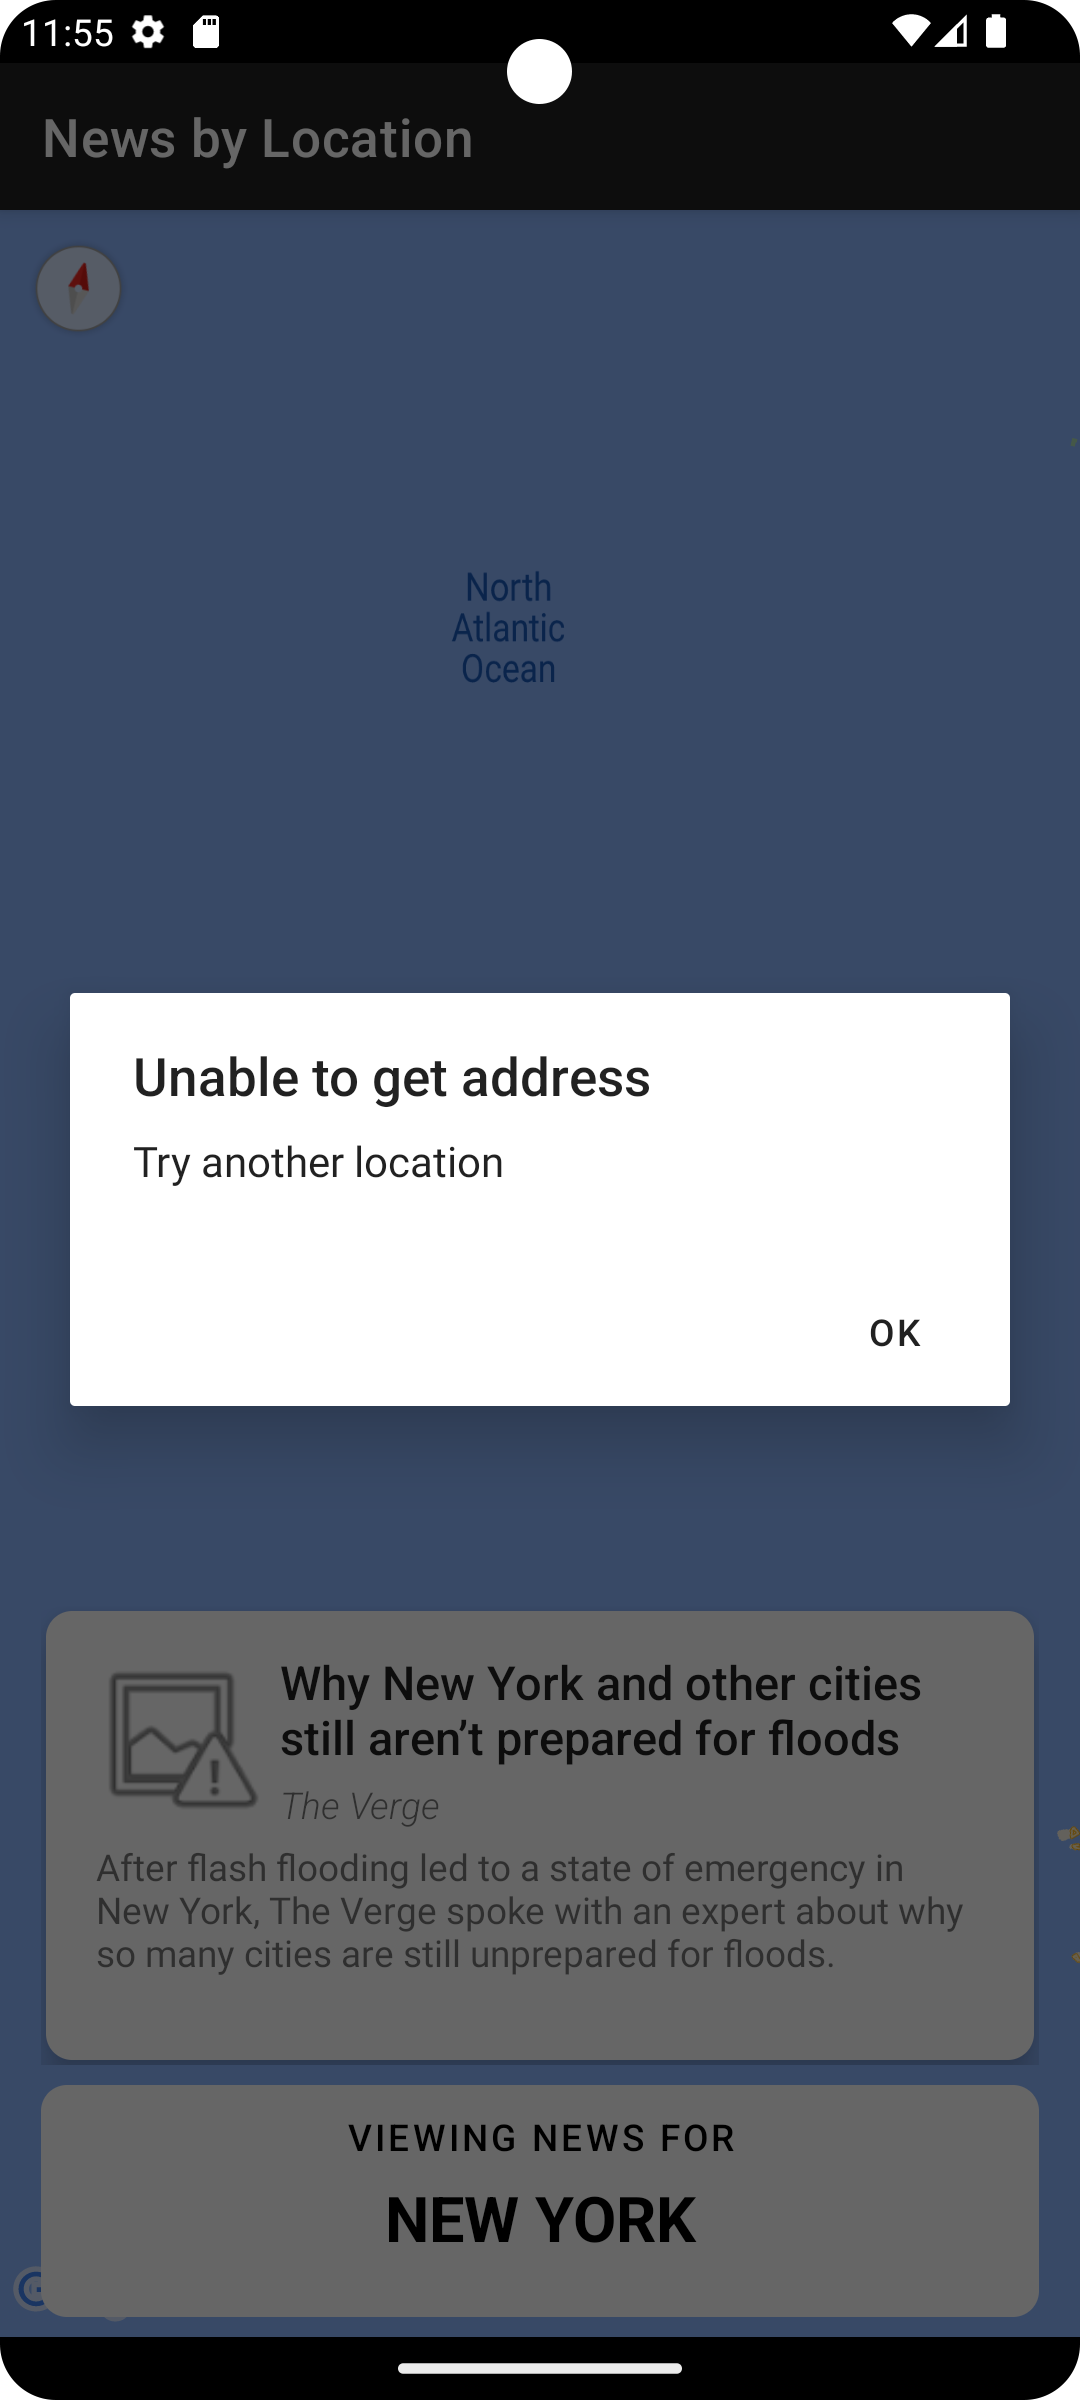 11:55
News by Location
North
Atlantic
Ocean
Unable to get address
Try another location
OK
Why New York and other cities
still aren’t prepared for floods
The Verge
After flash flooding led to a state of emergency in
New York, The Verge spoke with an expert about why
so many cities are still unprepared for floods.
VIEWING NEWS FOR
NEW YORK